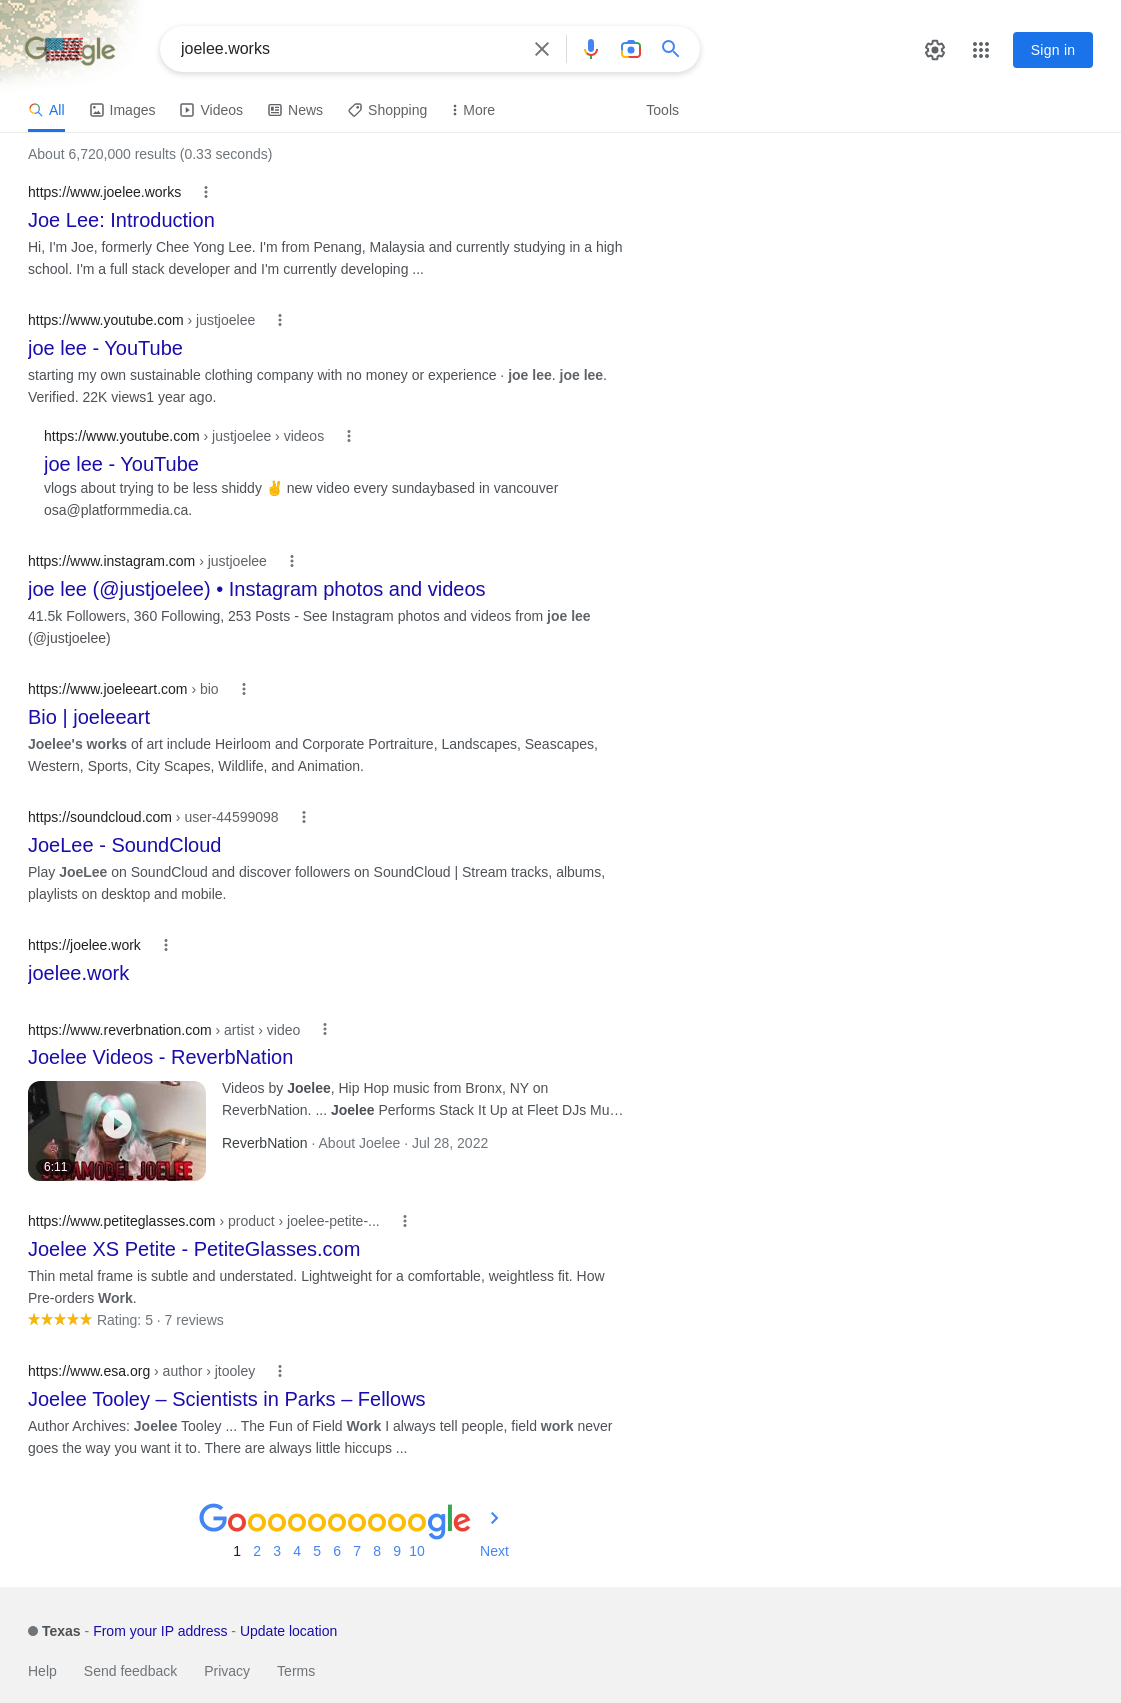 Google
joelee.works
Sign in
All Images Videos News Shopping More Tools
About 6,720,000 results (0.33 seconds)
https://www.joelee.works
Joe Lee: Introduction
Hi, I'm Joe, formerly Chee Yong Lee. I'm from Penang, Malaysia and currently studying in a high
school. I'm a full stack developer and I'm currently developing ...
https://www.youtube.com › justjoelee
joe lee - YouTube
starting my own sustainable clothing company with no money or experience · joe lee. joe lee.
Verified. 22K views1 year ago.
https://www.youtube.com › justjoelee › videos
joe lee - YouTube
vlogs about trying to be less shiddy ✌ new video every sundaybased in vancouver
osa@platformmedia.ca.
https://www.instagram.com › justjoelee
joe lee (@justjoelee) • Instagram photos and videos
41.5k Followers, 360 Following, 253 Posts - See Instagram photos and videos from joe lee
(@justjoelee)
https://www.joeleeart.com › bio
Bio | joeleeart
Joelee's works of art include Heirloom and Corporate Portraiture, Landscapes, Seascapes,
Western, Sports, City Scapes, Wildlife, and Animation.
https://soundcloud.com › user-44599098
JoeLee - SoundCloud
Play JoeLee on SoundCloud and discover followers on SoundCloud | Stream tracks, albums,
playlists on desktop and mobile.
https://joelee.work
joelee.work
https://www.reverbnation.com › artist › video
Joelee Videos - ReverbNation
Videos by Joelee, Hip Hop music from Bronx, NY on
ReverbNation. ... Joelee Performs Stack It Up at Fleet DJs Mu…
ReverbNation · About Joelee · Jul 28, 2022
6:11
JOELEE
https://www.petiteglasses.com › product › joelee-petite-...
Joelee XS Petite - PetiteGlasses.com
Thin metal frame is subtle and understated. Lightweight for a comfortable, weightless fit. How
Pre-orders Work.
Rating: 5 · 7 reviews
https://www.esa.org › author › jtooley
Joelee Tooley – Scientists in Parks – Fellows
Author Archives: Joelee Tooley ... The Fun of Field Work I always tell people, field work never
goes the way you want it to. There are always little hiccups ...
Goooooooooogle
1 2 3 4 5 6 7 8 9 10 Next
Texas - From your IP address - Update location
Help Send feedback Privacy Terms